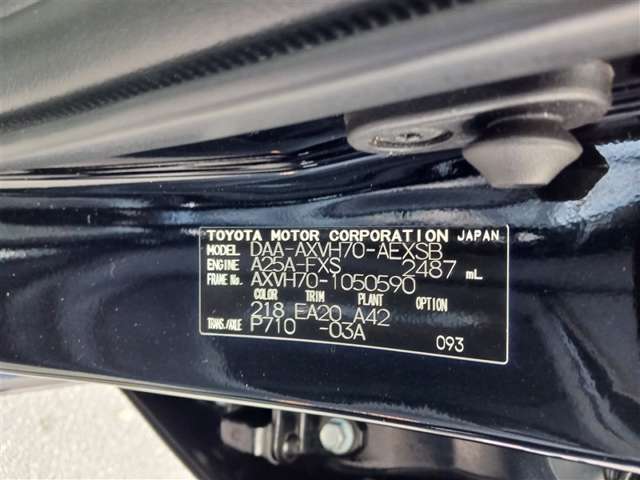 TOYOTA MOTOR CORPORATION JAPAN
MODEL DAA-AXVH70-AEXSB
ENGINE A25A-FXS 2487 mL
FRAME No. AXVH70-1050590
COLOR TRIM PLANT OPTION
218 EA20 A42
TRANS./AXLE P710 -03A
093